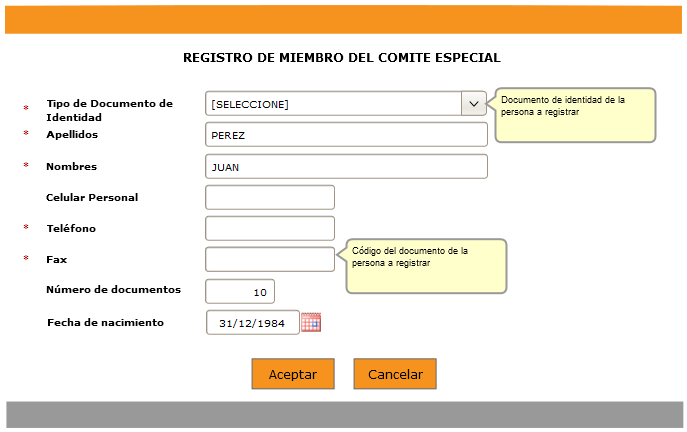 REGISTRO DE MIEMBRO DEL COMITE ESPECIAL
* Tipo de Documento de
Identidad
[SELECCIONE]
Documento de identidad de la
persona a registrar
* Apellidos
PEREZ
* Nombres
JUAN
Celular Personal
* Teléfono
* Fax
Código del documento de la
persona a registrar
Número de documentos
10
Fecha de nacimiento
31/12/1984
Aceptar
Cancelar